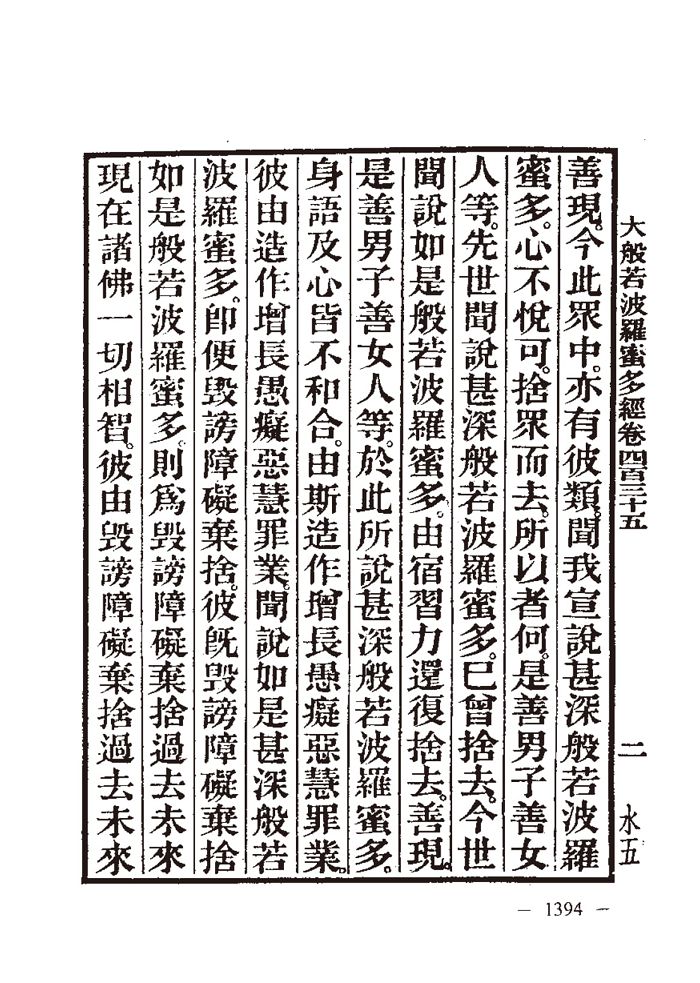 大般若波羅蜜多經卷四百三十五　二　水五
善現。今此眾中。亦有彼類。聞我宣說甚深般若波羅
蜜多。心不悅可。捨眾而去。所以者何。是善男子善女
人等。先世聞說甚深般若波羅蜜多。已曾捨去。今世
聞說如是般若波羅蜜多。由宿習力還復捨去。善現。
是善男子善女人等。於此所說甚深般若波羅蜜多。
身語及心皆不和合。由斯造作增長愚癡惡慧罪業。
彼由造作增長愚癡惡慧罪業。聞說如是甚深般若
波羅蜜多。卽便毀謗障礙棄捨。彼旣毀謗障礙棄捨
如是般若波羅蜜多。則爲毀謗障礙棄捨過去未來
現在諸佛一切相智。彼由毀謗障礙棄捨過去未來
— 1394 —